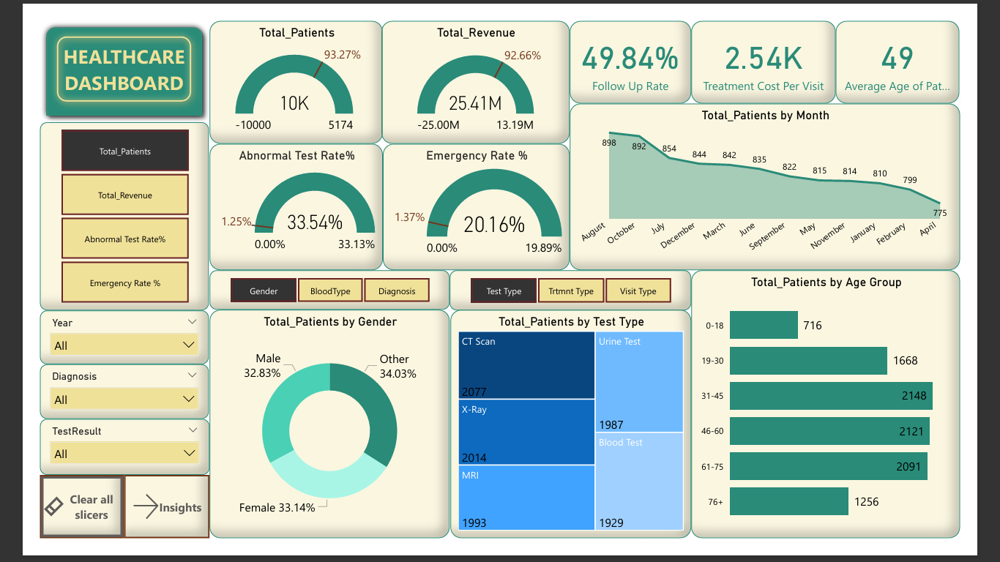 HEALTHCARE
DASHBOARD
Total_Patients
Total_Revenue
Abnormal Test Rate%
Emergency Rate %
Year
All
Diagnosis
All
TestResult
All
Clear all
slicers
Insights
Total_Patients
93.27%
10K
-10000
5174
Total_Revenue
92.66%
25.41M
-25.00M
13.19M
49.84%
Follow Up Rate
2.54K
Treatment Cost Per Visit
49
Average Age of Pat...
Abnormal Test Rate%
1.25%
33.54%
0.00%
33.13%
Emergency Rate %
1.37%
20.16%
0.00%
19.89%
Total_Patients by Month
898
892
854
844
842
835
822
815
814
810
799
775
August
October
July
December
March
June
September
May
November
January
February
April
Gender
BloodType
Diagnosis
Test Type
Trtmnt Type
Visit Type
Total_Patients by Gender
Male
32.83%
Other
34.03%
Female 33.14%
Total_Patients by Test Type
CT Scan
2077
X-Ray
2014
MRI
1993
Urine Test
1987
Blood Test
1929
Total_Patients by Age Group
0-18
716
19-30
1668
31-45
2148
46-60
2121
61-75
2091
76+
1256